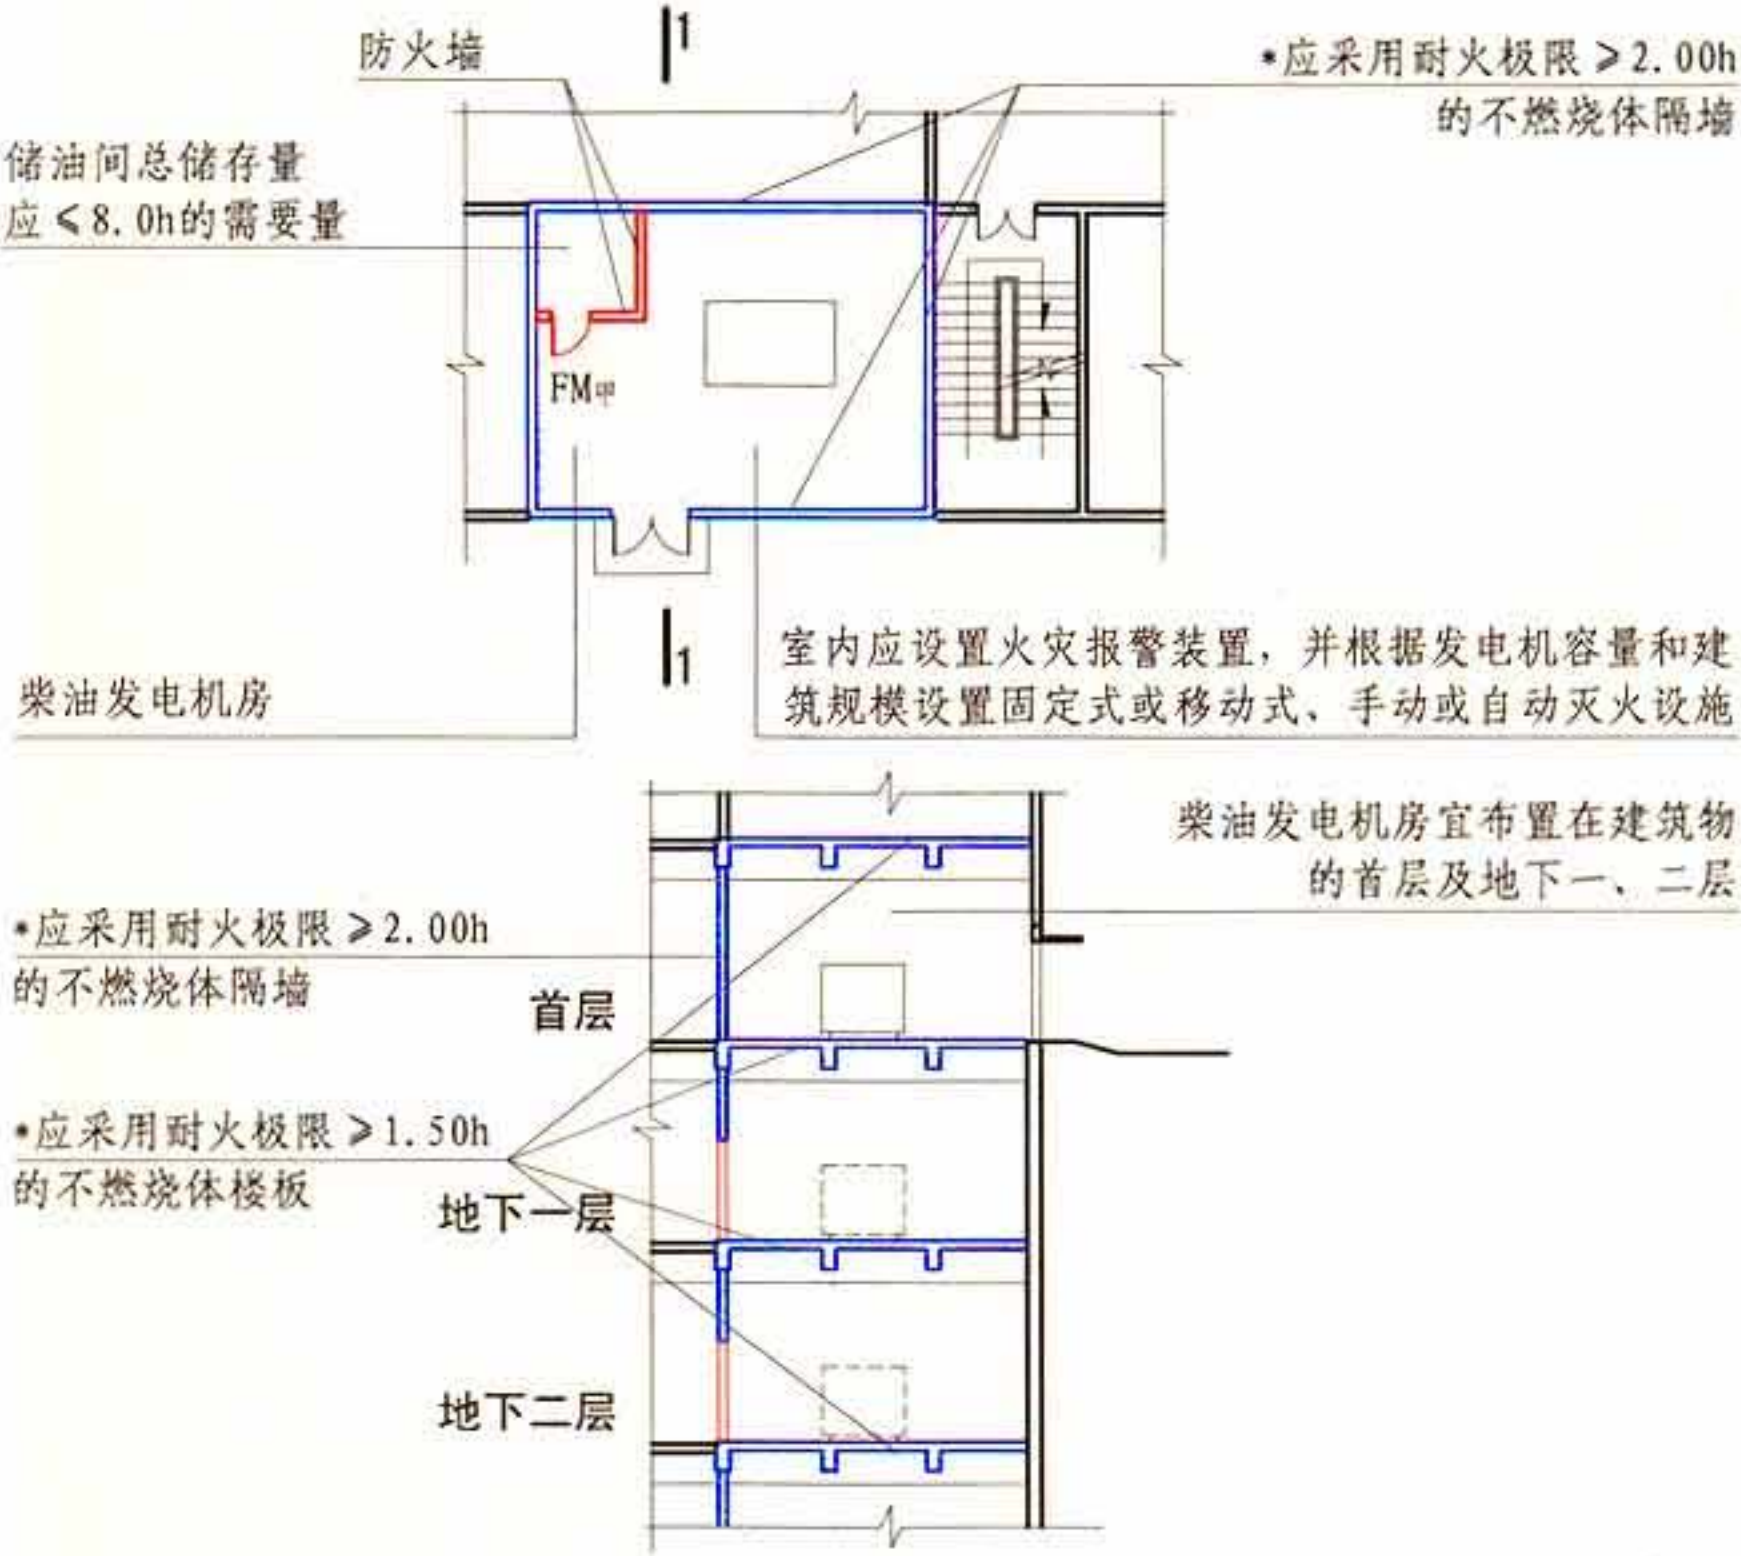 1
防火墙
*应采用耐火极限≥2.00h
的不燃烧体隔墙
储油间总储存量
应≤8.0h的需要量
FM甲
1
室内应设置火灾报警装置，并根据发电机容量和建
筑规模设置固定式或移动式、手动或自动灭火设施
柴油发电机房
柴油发电机房宜布置在建筑物
的首层及地下一、二层
*应采用耐火极限≥2.00h
的不燃烧体隔墙
首层
*应采用耐火极限≥1.50h
的不燃烧体楼板
地下一层
地下二层